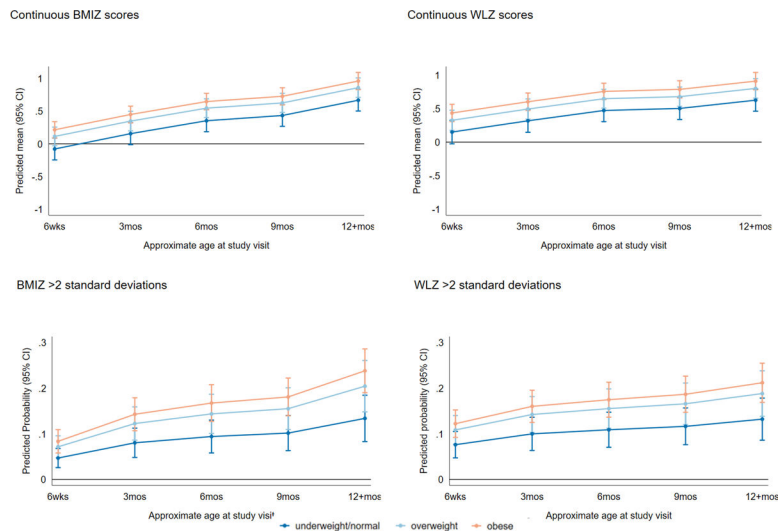 Continuous BMIZ scores
Predicted mean (95% CI)
1
.5
0
-.5
-1
6wks 3mos 6mos 9mos 12+mos
Approximate age at study visit
Continuous WLZ scores
Predicted mean (95% CI)
1
.5
0
-.5
-1
6wks 3mos 6mos 9mos 12+mos
Approximate age at study visit
BMIZ >2 standard deviations
Predicted Probability (95% CI)
.3
.2
.1
0
6wks 3mos 6mos 9mos 12+mos
Approximate age at study visit
WLZ >2 standard deviations
Predicted probability (95% CI)
.3
.2
.1
0
6wks 3mos 6mos 9mos 12+mos
Approximate age at study visit
underweight/normal overweight obese